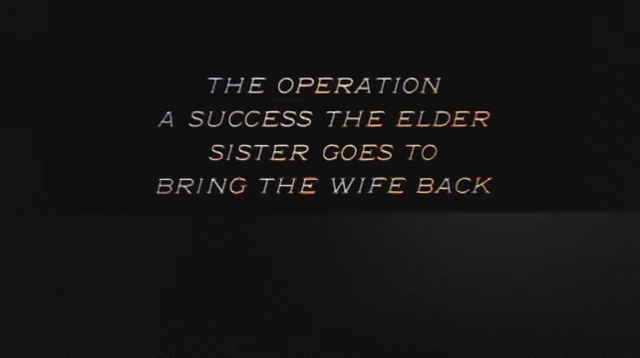 THE OPERATION
A SUCCESS THE ELDER
SISTER GOES TO
BRING THE WIFE BACK